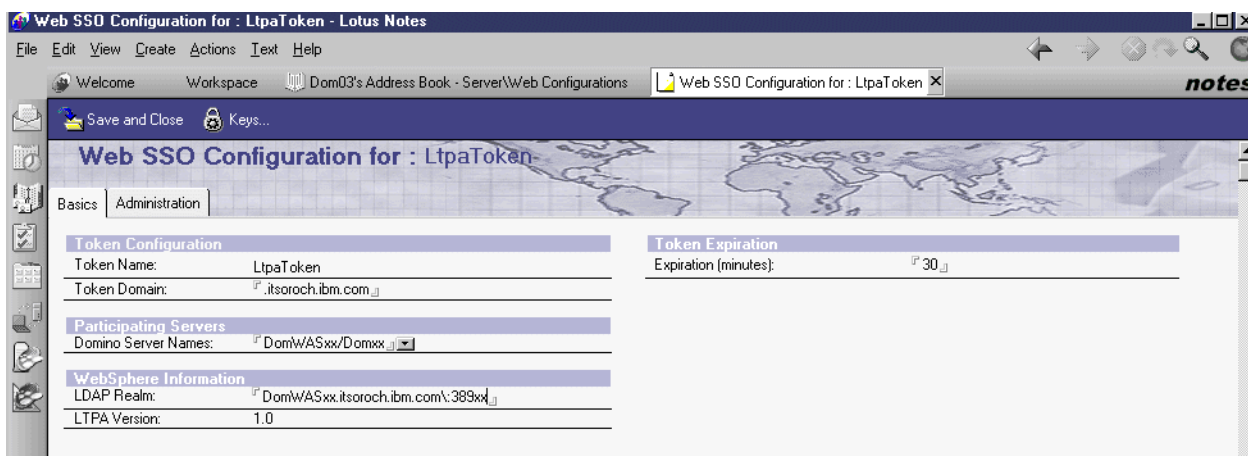 Web SSO Configuration for : LtpaToken - Lotus Notes
File Edit View Create Actions Text Help
Welcome Workspace Dom03's Address Book - Server\Web Configurations Web SSO Configuration for : LtpaToken notes
Save and Close Keys...
Web SSO Configuration for : LtpaToken
Basics Administration
Token Configuration Token Expiration
Token Name: LtpaToken Expiration (minutes): 30
Token Domain: .itsoroch.ibm.com
Participating Servers
Domino Server Names: DomWASxx/Domxx
WebSphere Information
LDAP Realm: DomWASxx.itsoroch.ibm.com\:389xx
LTPA Version: 1.0